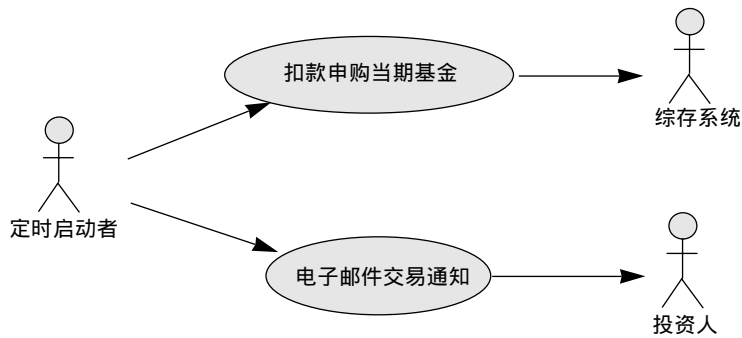 扣款申购当期基金
综存系统
定时启动者
电子邮件交易通知
投资人